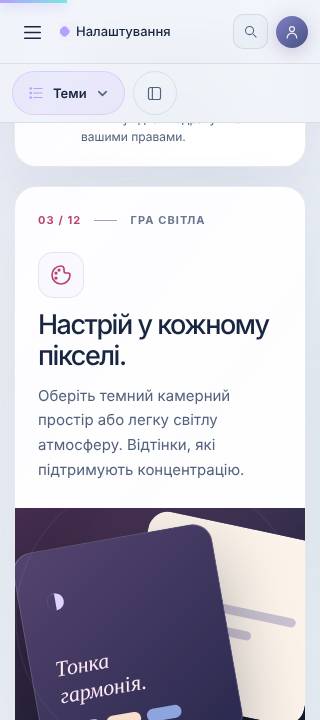 Налаштування
Теми
вашими правами.
03 / 12
ГРА СВІТЛА
Настрій у кожному
пікселі.
Оберіть темний камерний
простір або легку світлу
атмосферу. Відтінки, які
підтримують концентрацію.
Тонка
гармонія.